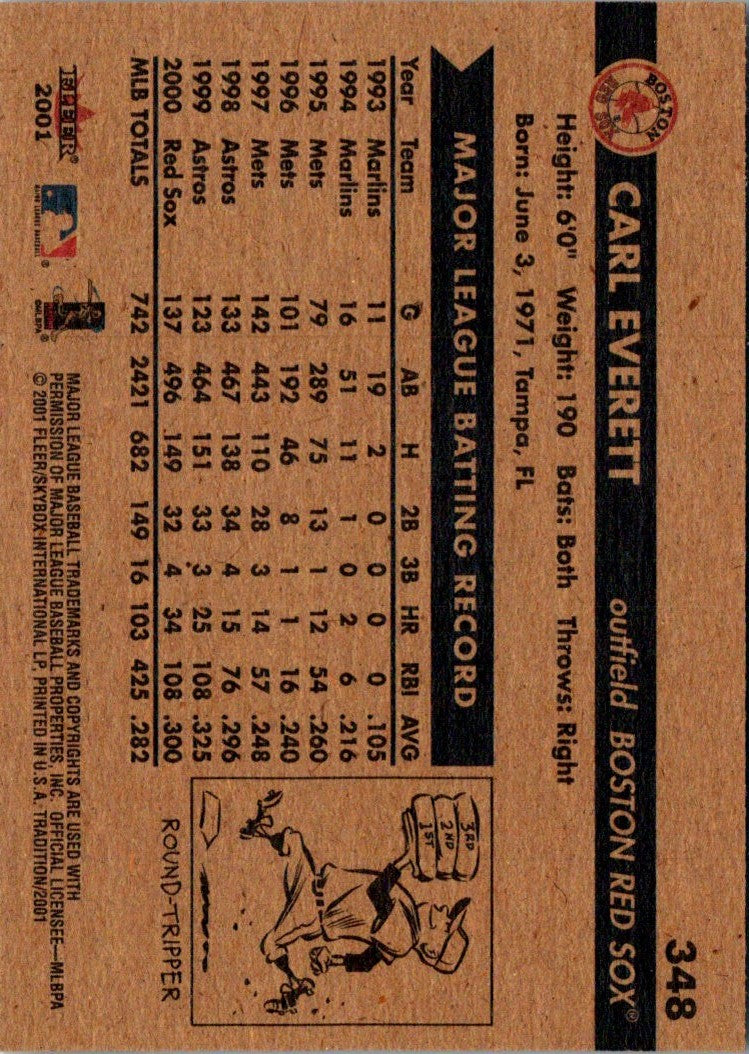 348
CARL EVERETT outfield BOSTON RED SOX®
BOSTON
RED SOX
Height: 6'0" Weight: 190 Bats: Both Throws: Right
Born: June 3, 1971, Tampa, FL
MAJOR LEAGUE BATTING RECORD
Year Team G AB H 2B 3B HR RBI AVG
1993 Marlins 11 19 2 0 0 0 0 .105
1994 Marlins 16 51 11 1 0 2 6 .216
1995 Mets 79 289 75 13 1 12 54 .260
1996 Mets 101 192 46 8 1 1 16 .240
1997 Mets 142 443 110 28 3 14 57 .248
1998 Astros 133 467 138 34 4 15 76 .296
1999 Astros 123 464 151 33 3 25 108 .325
2000 Red Sox 137 496 149 32 4 34 108 .300
MLB TOTALS 742 2421 682 149 16 103 425 .282
3RD
2ND
1ST
ROUND-TRIPPER
FLEER
2001
MAJOR LEAGUE BASEBALL
®
©MLBPA
MAJOR LEAGUE BASEBALL TRADEMARKS AND COPYRIGHTS ARE USED WITH
PERMISSION OF MAJOR LEAGUE BASEBALL PROPERTIES, INC. OFFICIAL LICENSEE—MLBPA
© 2001 FLEER/SKYBOX INTERNATIONAL LP, PRINTED IN U.S.A. TRADITION/2001